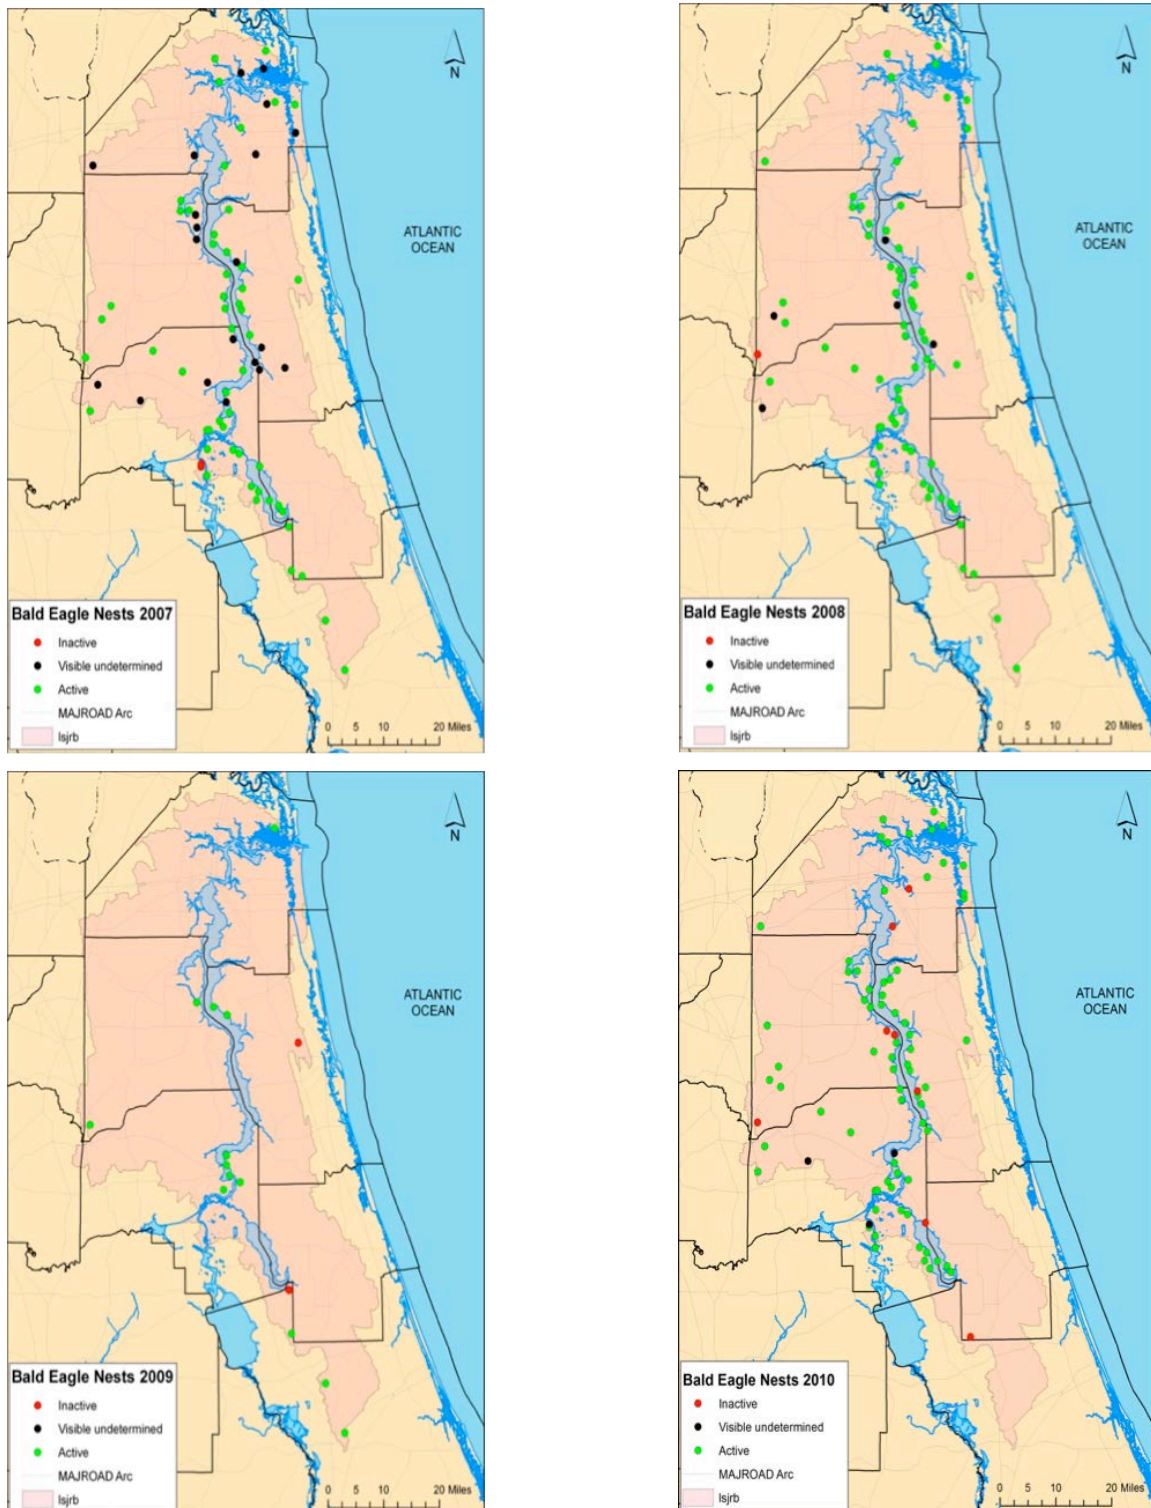 N
ATLANTIC
OCEAN
Bald Eagle Nests 2007
Inactive
Visible undetermined
Active
MAJROAD Arc
lsjrb
0 5 10 20 Miles
N
ATLANTIC
OCEAN
Bald Eagle Nests 2008
Inactive
Visible undetermined
Active
MAJROAD Arc
lsjrb
0 5 10 20 Miles
N
ATLANTIC
OCEAN
Bald Eagle Nests 2009
Inactive
Visible undetermined
Active
MAJROAD Arc
lsjrb
0 5 10 20 Miles
N
ATLANTIC
OCEAN
Bald Eagle Nests 2010
Inactive
Visible undetermined
Active
MAJROAD Arc
lsjrb
0 5 10 20 Miles